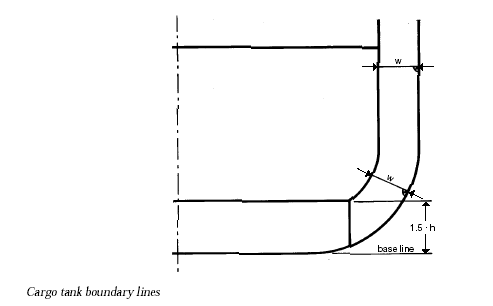 w
w
1.5 · h
base line
Cargo tank boundary lines